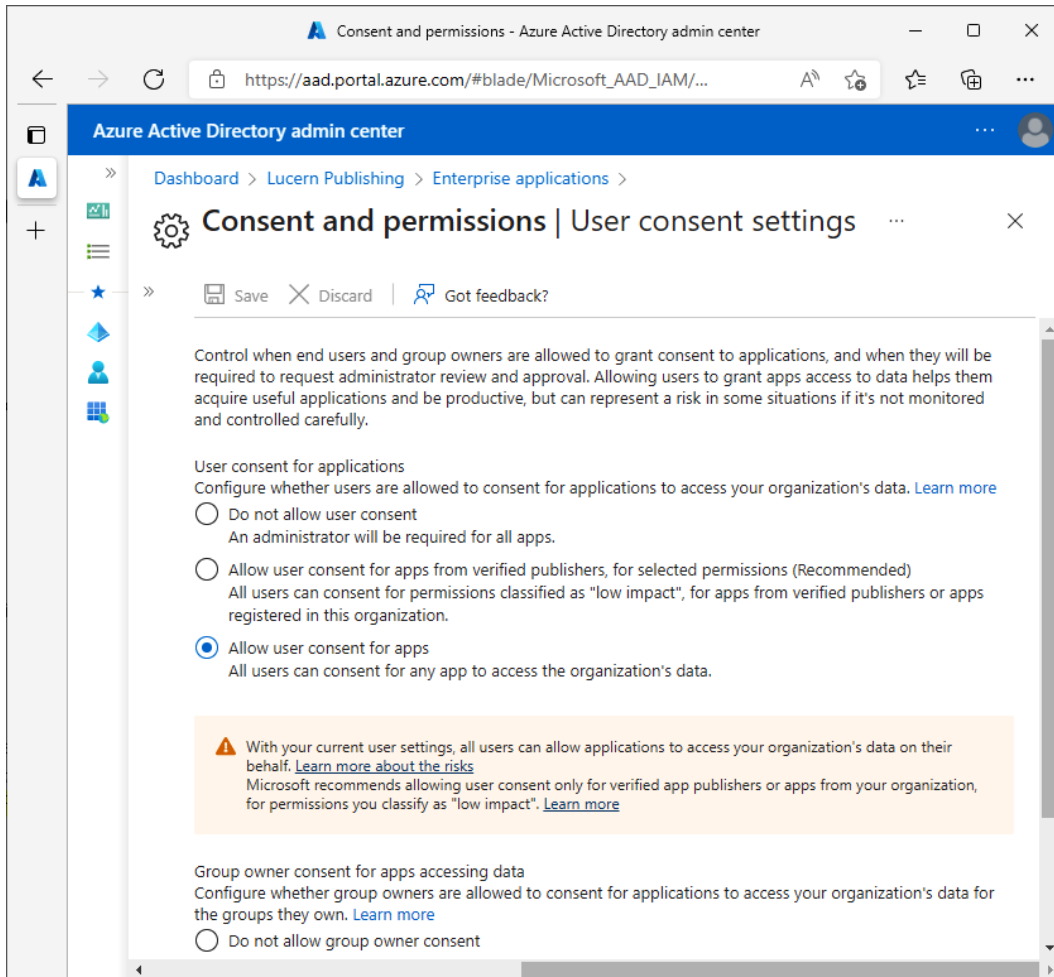 Consent and permissions - Azure Active Directory admin center
https://aad.portal.azure.com/#blade/Microsoft_AAD_IAM/...
Azure Active Directory admin center
Dashboard > Lucern Publishing > Enterprise applications >
Consent and permissions | User consent settings
Save Discard Got feedback?
Control when end users and group owners are allowed to grant consent to applications, and when they will be
required to request administrator review and approval. Allowing users to grant apps access to data helps them
acquire useful applications and be productive, but can represent a risk in some situations if it's not monitored
and controlled carefully.
User consent for applications
Configure whether users are allowed to consent for applications to access your organization's data. Learn more
Do not allow user consent
An administrator will be required for all apps.
Allow user consent for apps from verified publishers, for selected permissions (Recommended)
All users can consent for permissions classified as "low impact", for apps from verified publishers or apps
registered in this organization.
Allow user consent for apps
All users can consent for any app to access the organization's data.
With your current user settings, all users can allow applications to access your organization's data on their
behalf. Learn more about the risks
Microsoft recommends allowing user consent only for verified app publishers or apps from your organization,
for permissions you classify as "low impact". Learn more
Group owner consent for apps accessing data
Configure whether group owners are allowed to consent for applications to access your organization's data for
the groups they own. Learn more
Do not allow group owner consent